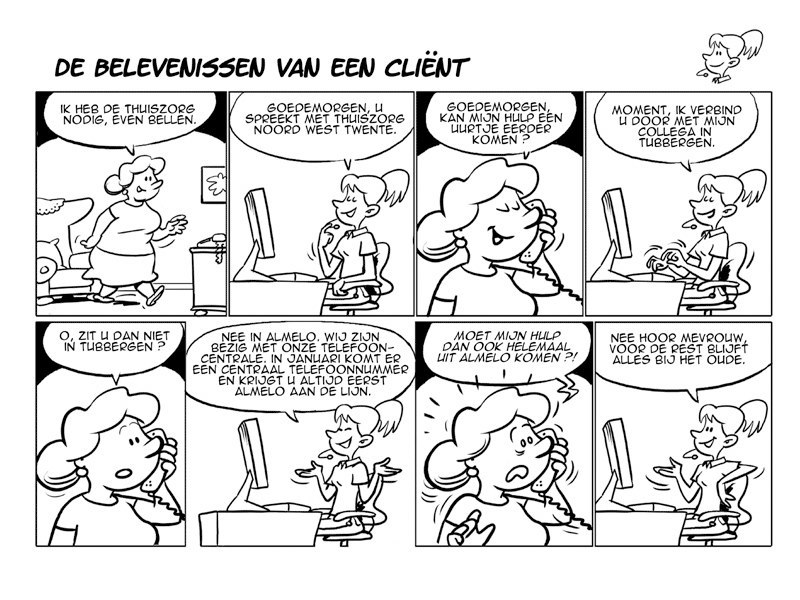 DE BELEVENISSEN VAN EEN CLIËNT
IK HEB DE THUISZORG
NODIG, EVEN BELLEN.
GOEDEMORGEN, U
SPREEKT MET THUISZORG
NOORD WEST TWENTE.
GOEDEMORGEN,
KAN MIJN HULP EEN
UURTJE EERDER
KOMEN ?
MOMENT, IK VERBIND
U DOOR MET MIJN
COLLEGA IN
TUBBERGEN.
O, ZIT U DAN NIET
IN TUBBERGEN ?
NEE IN ALMELO. WIJ ZIJN
BEZIG MET ONZE TELEFOON-
CENTRALE. IN JANUARI KOMT ER
EEN CENTRAAL TELEFOONNUMMER
EN KRIJGT U ALTIJD EERST
ALMELO AAN DE LIJN.
MOET MIJN HULP
DAN OOK HELEMAAL
UIT ALMELO KOMEN ?!
NEE HOOR MEVROUW,
VOOR DE REST BLIJFT
ALLES BIJ HET OUDE.